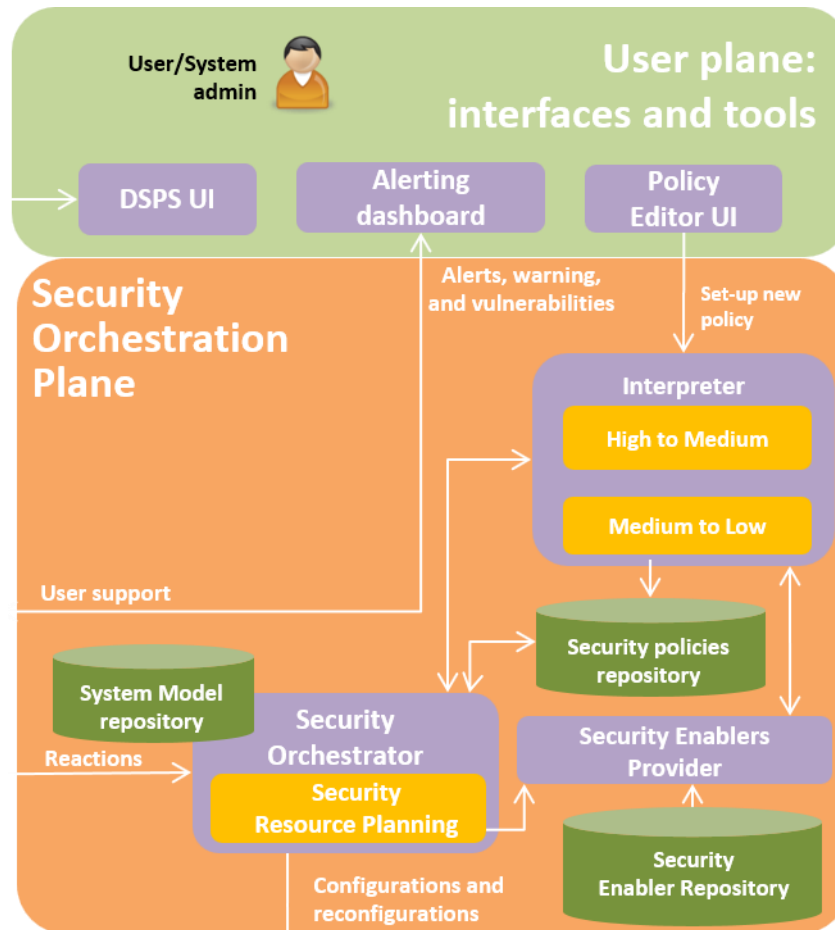 User/System
admin
User plane:
interfaces and tools
DSPS UI
Alerting
dashboard
Policy
Editor UI
Security
Orchestration
Plane
Alerts, warning,
and vulnerabilities
Set-up new
policy
Interpreter
High to Medium
Medium to Low
User support
Security policies
repository
System Model
repository
Security
Orchestrator
Security
Resource Planning
Reactions
Security Enablers
Provider
Security
Enabler Repository
Configurations and
reconfigurations